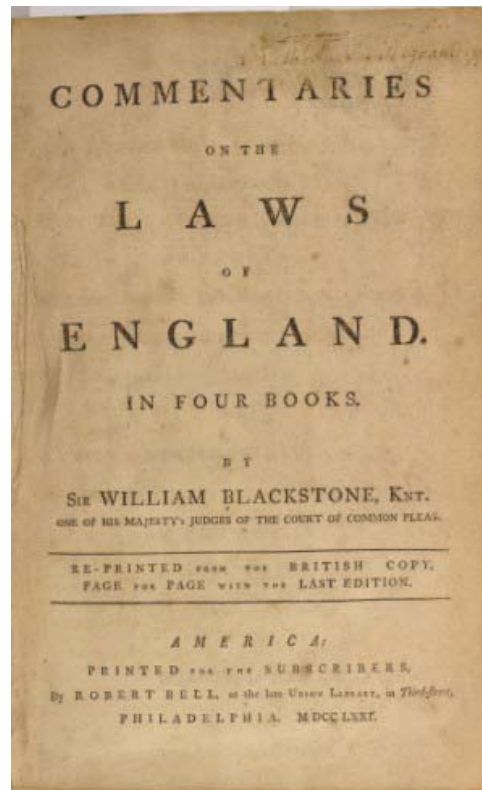 COMMENTARIES
ON THE
LAWS
OF
ENGLAND.
IN FOUR BOOKS.
BY
SIR WILLIAM BLACKSTONE, KNT.
ONE OF HIS MAJESTY'S JUDGES OF THE COURT OF COMMON PLEAS.
RE-PRINTED FROM THE BRITISH COPY,
PAGE FOR PAGE WITH THE LAST EDITION.
AMERICA:
PRINTED FOR THE SUBSCRIBERS,
By ROBERT BELL, at the late UNION LIBRARY, in Third-street,
PHILADELPHIA. MDCCLXXI.